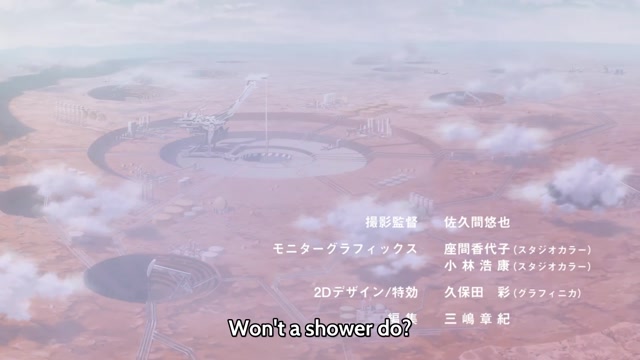 撮影監督 佐久間悠也
モニターグラフィックス 座間香代子(スタジオカラー)
小林浩康(スタジオカラー)
2Dデザイン/特効 久保田 彩(グラフィニカ)
編集 三嶋章紀
Won't a shower do?